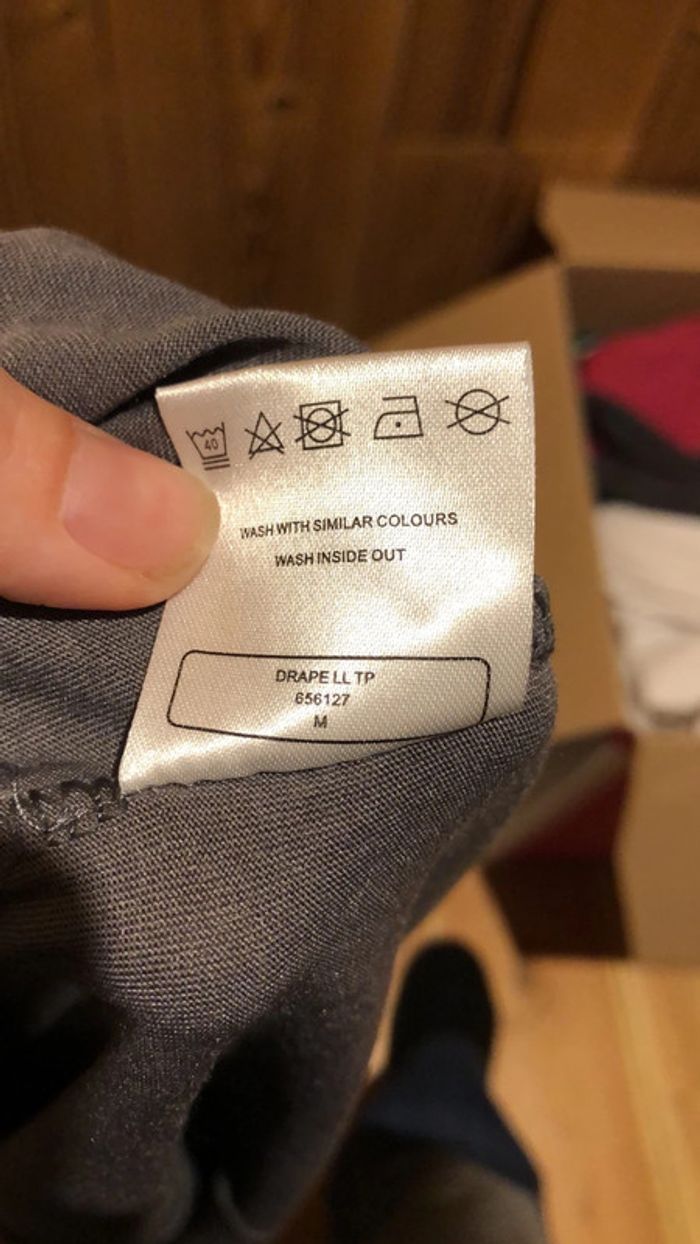 40
WASH WITH SIMILAR COLOURS
WASH INSIDE OUT
DRAPE LL TP
656127
M